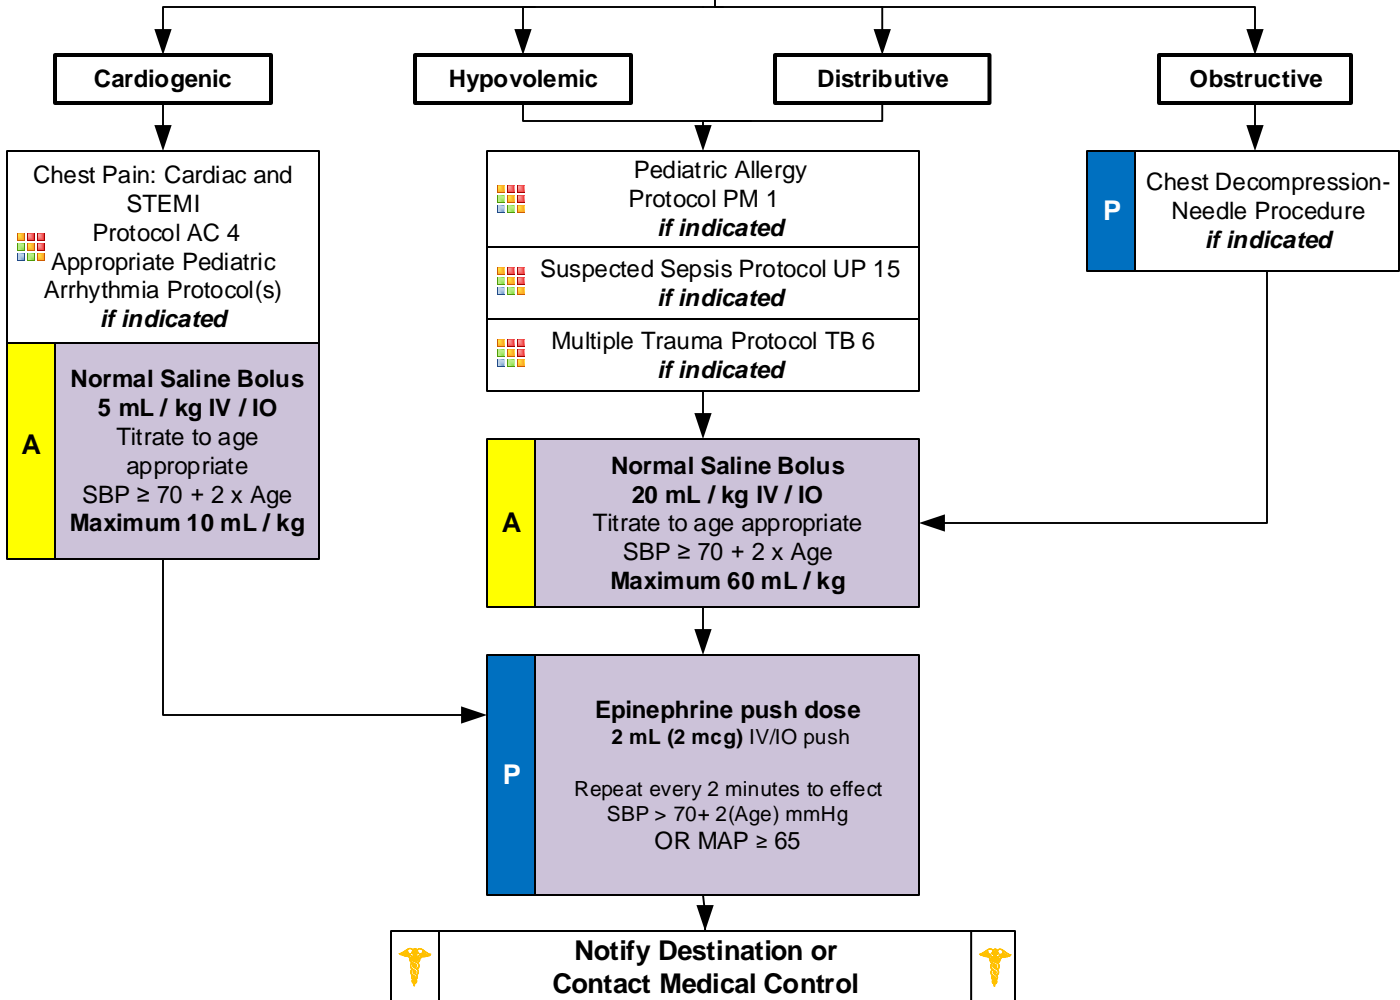 Cardiogenic
Hypovolemic
Distributive
Obstructive
Chest Pain: Cardiac and
STEMI
Protocol AC 4
Appropriate Pediatric
Arrhythmia Protocol(s)
if indicated
A
Normal Saline Bolus
5 mL / kg IV / IO
Titrate to age
appropriate
SBP ≥ 70 + 2 x Age
Maximum 10 mL / kg
Pediatric Allergy
Protocol PM 1
if indicated
Suspected Sepsis Protocol UP 15
if indicated
Multiple Trauma Protocol TB 6
if indicated
P
Chest Decompression-
Needle Procedure
if indicated
A
Normal Saline Bolus
20 mL / kg IV / IO
Titrate to age appropriate
SBP ≥ 70 + 2 x Age
Maximum 60 mL / kg
P
Epinephrine push dose
2 mL (2 mcg) IV/IO push
Repeat every 2 minutes to effect
SBP > 70+ 2(Age) mmHg
OR MAP ≥ 65
Notify Destination or
Contact Medical Control